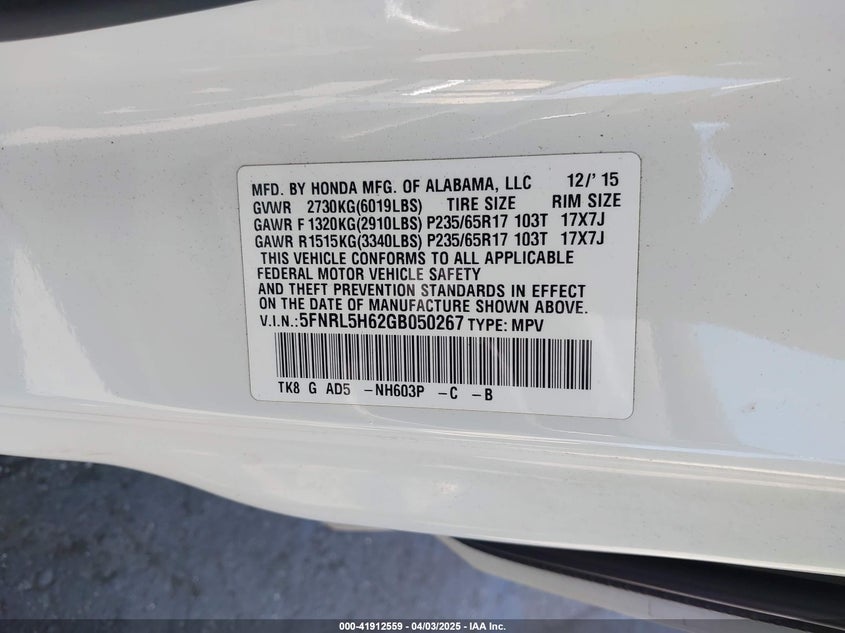 MFD. BY HONDA MFG. OF ALABAMA, LLC 12/'15
GVWR 2730KG(6019LBS) TIRE SIZE RIM SIZE
GAWR F 1320KG(2910LBS) P235/65R17 103T 17X7J
GAWR R1515KG(3340LBS) P235/65R17 103T 17X7J
THIS VEHICLE CONFORMS TO ALL APPLICABLE
FEDERAL MOTOR VEHICLE SAFETY
AND THEFT PREVENTION STANDARDS IN EFFECT
ON THE DATE OF MANUFACTURE SHOWN ABOVE.
V.I.N.:5FNRL5H62GB050267 TYPE: MPV
TK8 G AD5 -NH603P -C -B
000-41912559 - 04/03/2025 - IAA Inc.